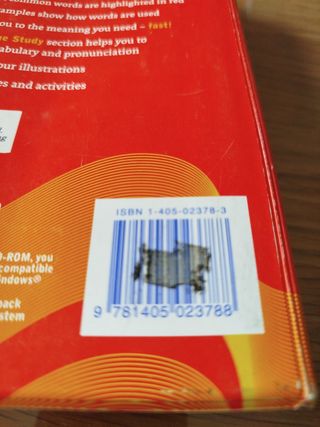 common words are highlighted in red
amples show how words are used
you to the meaning you need – fast!
e Study section helps you to
abulary and pronunciation
our illustrations
es and activities
ISBN 1-405-02378-3
D-ROM, you
compatible
indows®
back
stem
9 781405 023788